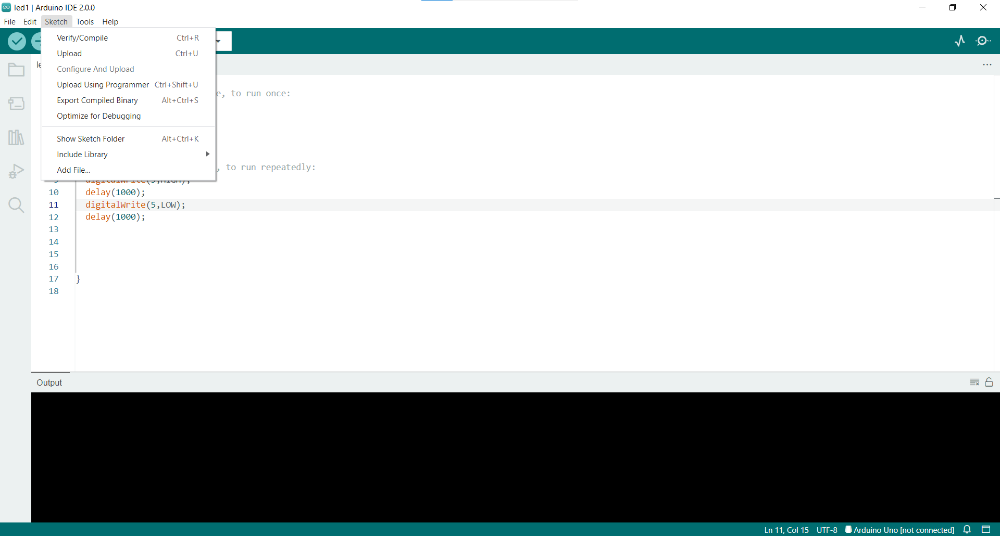 led1 | Arduino IDE 2.0.0
File Edit Sketch Tools Help
Verify/Compile Ctrl+R
Upload Ctrl+U
Configure And Upload
Upload Using Programmer Ctrl+Shift+U
Export Compiled Binary Alt+Ctrl+S
Optimize for Debugging
Show Sketch Folder Alt+Ctrl+K
Include Library
Add File...
, to run once:
, to run repeatedly:
10 delay(1000);
11 digitalWrite(5,LOW);
12 delay(1000);
13
14
15
16
17 }
18
Output
Ln 11, Col 15 UTF-8 Arduino Uno [not connected]